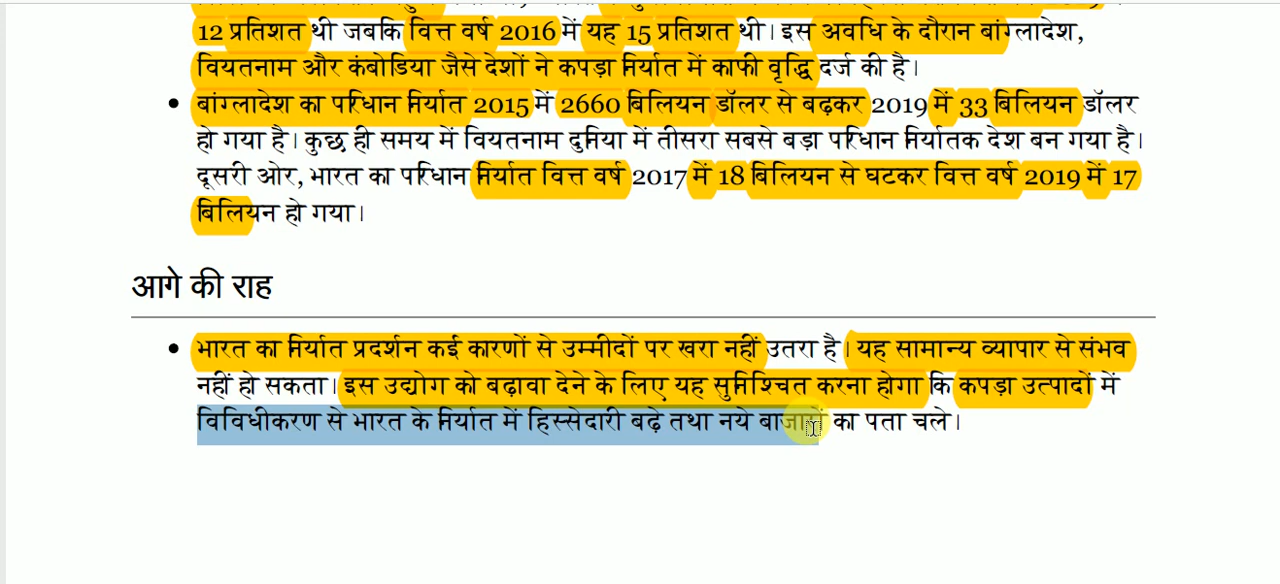 12 प्रतिशत थी जबकि वित्त वर्ष 2016 में यह 15 प्रतिशत थी। इस अवधि के दौरान बांग्लादेश,
वियतनाम और कंबोडिया जैसे देशों ने कपड़ा निर्यात में काफी वृद्धि दर्ज की है।
• बांग्लादेश का परिधान निर्यात 2015 में 2660 बिलियन डॉलर से बढ़कर 2019 में 33 बिलियन डॉलर
हो गया है। कुछ ही समय में वियतनाम दुनिया में तीसरा सबसे बड़ा परिधान निर्यातक देश बन गया है।
दूसरी ओर, भारत का परिधान निर्यात वित्त वर्ष 2017 में 18 बिलियन से घटकर वित्त वर्ष 2019 में 17
बिलियन हो गया।
आगे की राह
• भारत का निर्यात प्रदर्शन कई कारणों से उम्मीदों पर खरा नहीं उतरा है। यह सामान्य व्यापार से संभव
नहीं हो सकता। इस उद्योग को बढ़ावा देने के लिए यह सुनिश्चित करना होगा कि कपड़ा उत्पादों में
विविधीकरण से भारत के निर्यात में हिस्सेदारी बढ़े तथा नये बाजारों का पता चले।